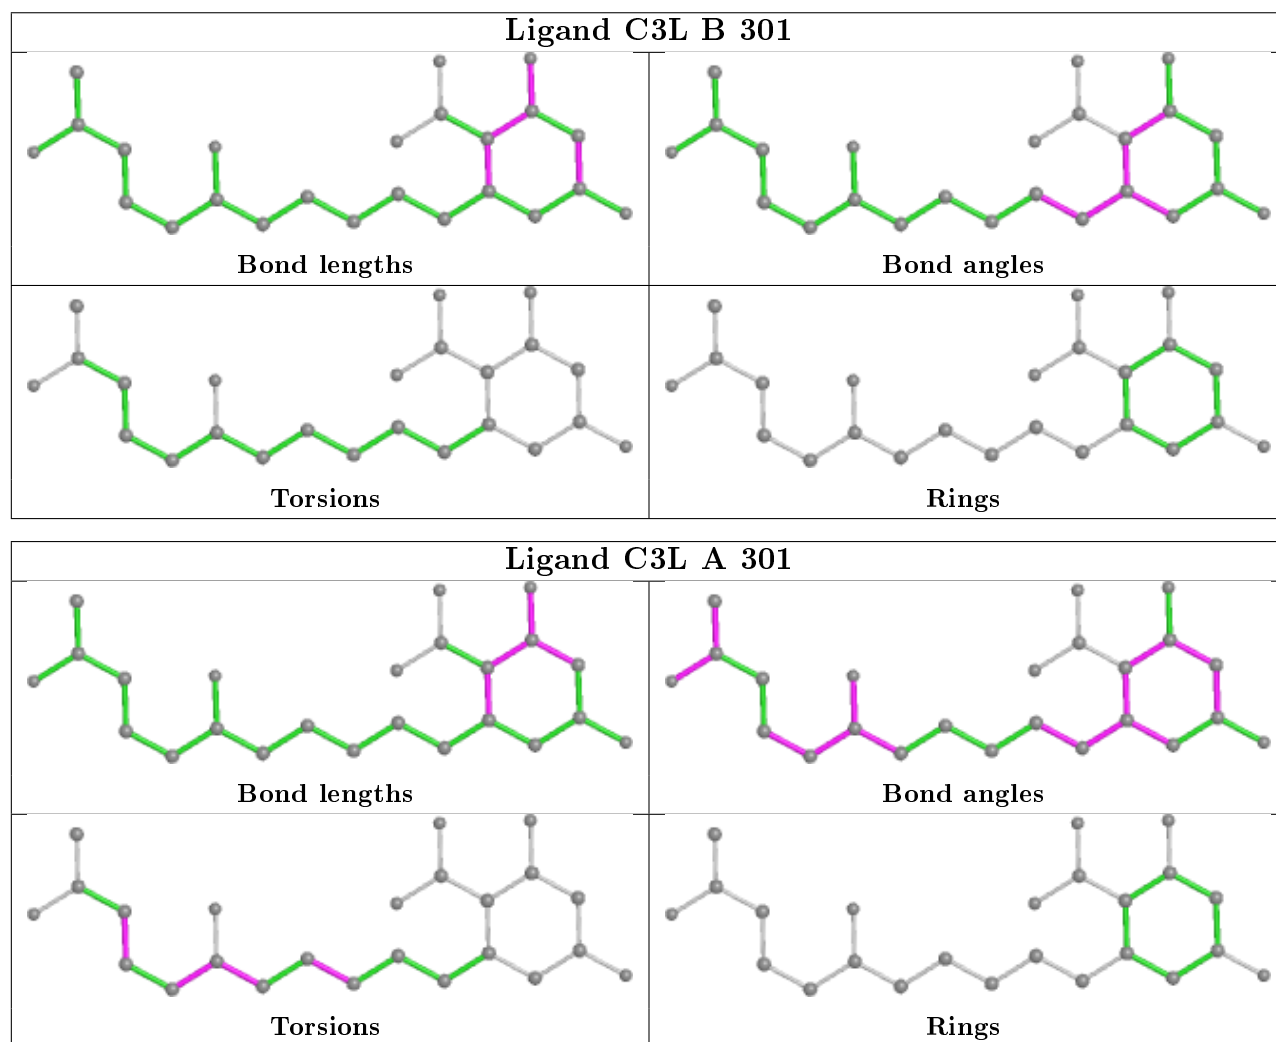 Ligand C3L B 301
Bond lengths
Bond angles
Torsions
Rings
Ligand C3L A 301
Bond lengths
Bond angles
Torsions
Rings